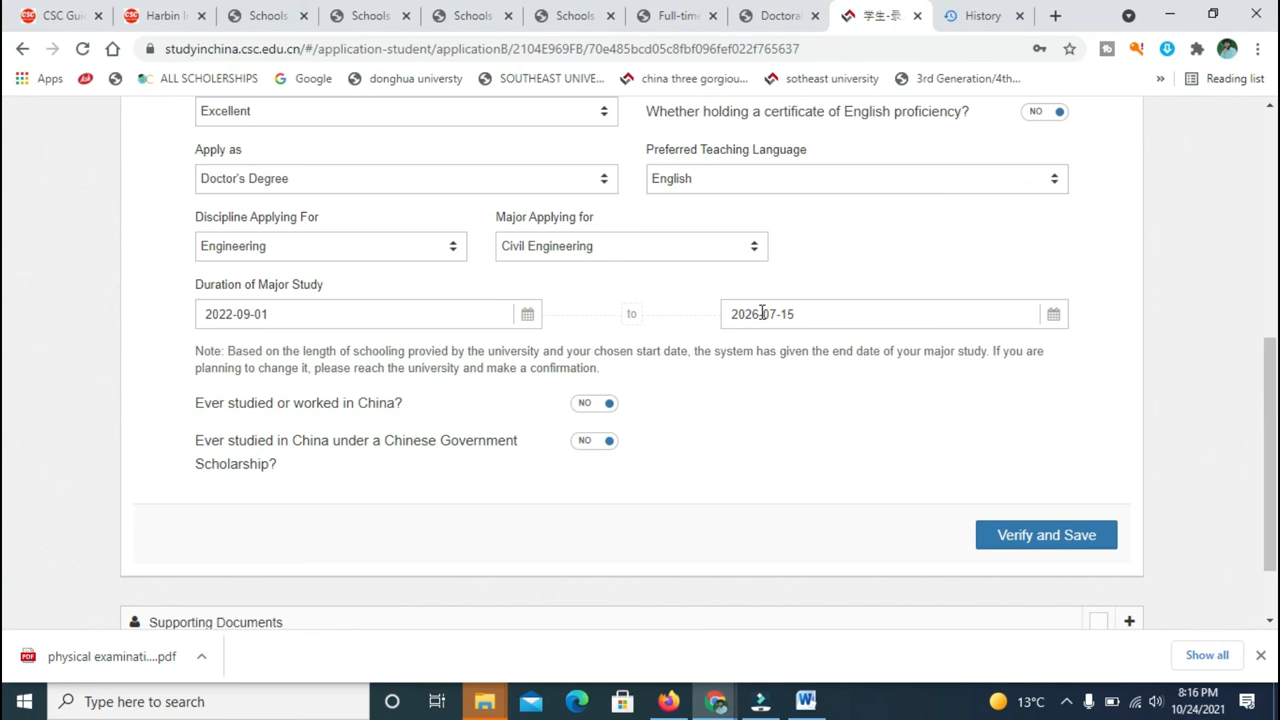 CSC Gui
Harbin In
Schools
Schools
Schools
Schools
Full-time
Doctoral
History
studyinchina.csc.edu.cn/#/application-student/applicationB/2104E969FB/70e485bcd05c8fbf096fef022f765637
Apps
ALL SCHOLERSHIPS
Google
donghua univerty
SOUTHEAST UNIVE...
china three gorgiou...
sotheast university
3rd Generation/4th...
»
Reading list
Excellent
Whether holding a certificate of English proficiency?
NO
Apply as
Preferred Teaching Language
Doctor's Degree
English
Discipline Applying For
Major Applying for
Engineering
Civil Engineering
Duration of Major Study
2022-09-01
to
2026-07-15
Note: Based on the length of schooling provied by the university and your chosen start date, the system has given the end date of your major study. If you are
planning to change it, please reach the university and make a confirmation.
Ever studied or worked in China?
NO
Ever studied in China under a Chinese Government
Scholarship?
NO
Verify and Save
Supporting Documents
physical examinati....pdf
Show all
Type here to search
13°C
8:16 PM
10/24/2021